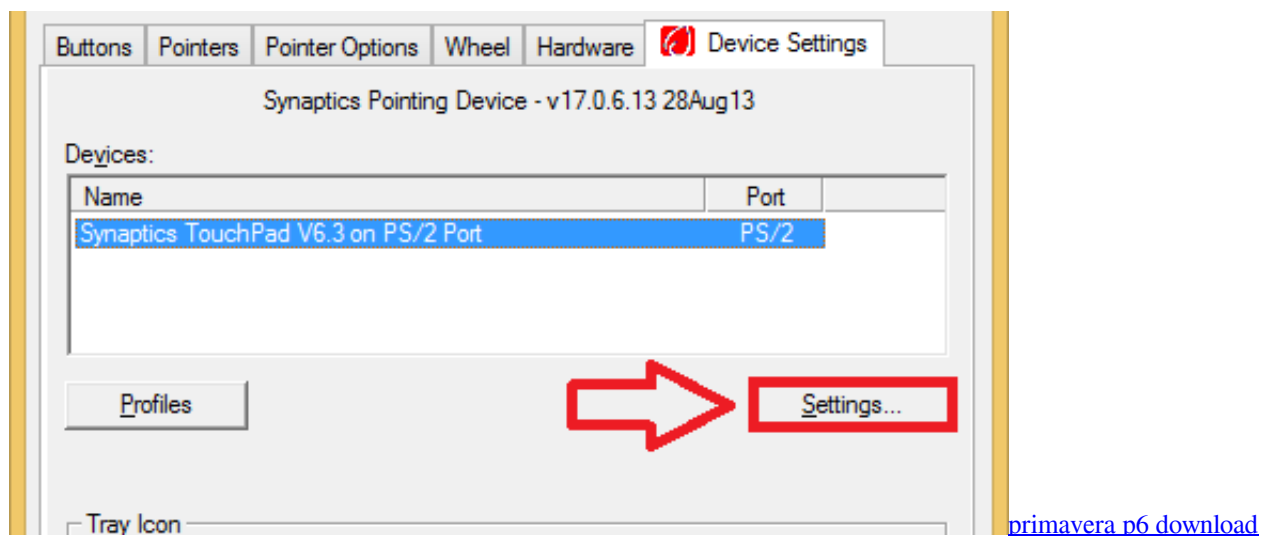 Buttons Pointers Pointer Options Wheel Hardware Device Settings
Synaptics Pointing Device - v17.0.6.13 28Aug13
Devices:
Name Port
Synaptics TouchPad V6.3 on PS/2 Port PS/2
Profiles Settings...
Tray Icon
primavera p6 download